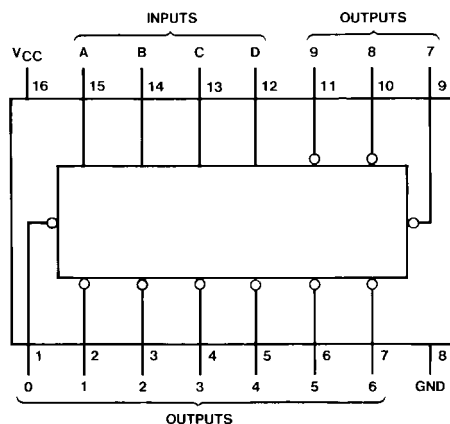 INPUTS OUTPUTS
VCC A B C D 9 8 7
16 15 14 13 12 11 10 9
1 2 3 4 5 6 7 8
0 1 2 3 4 5 6 GND
OUTPUTS